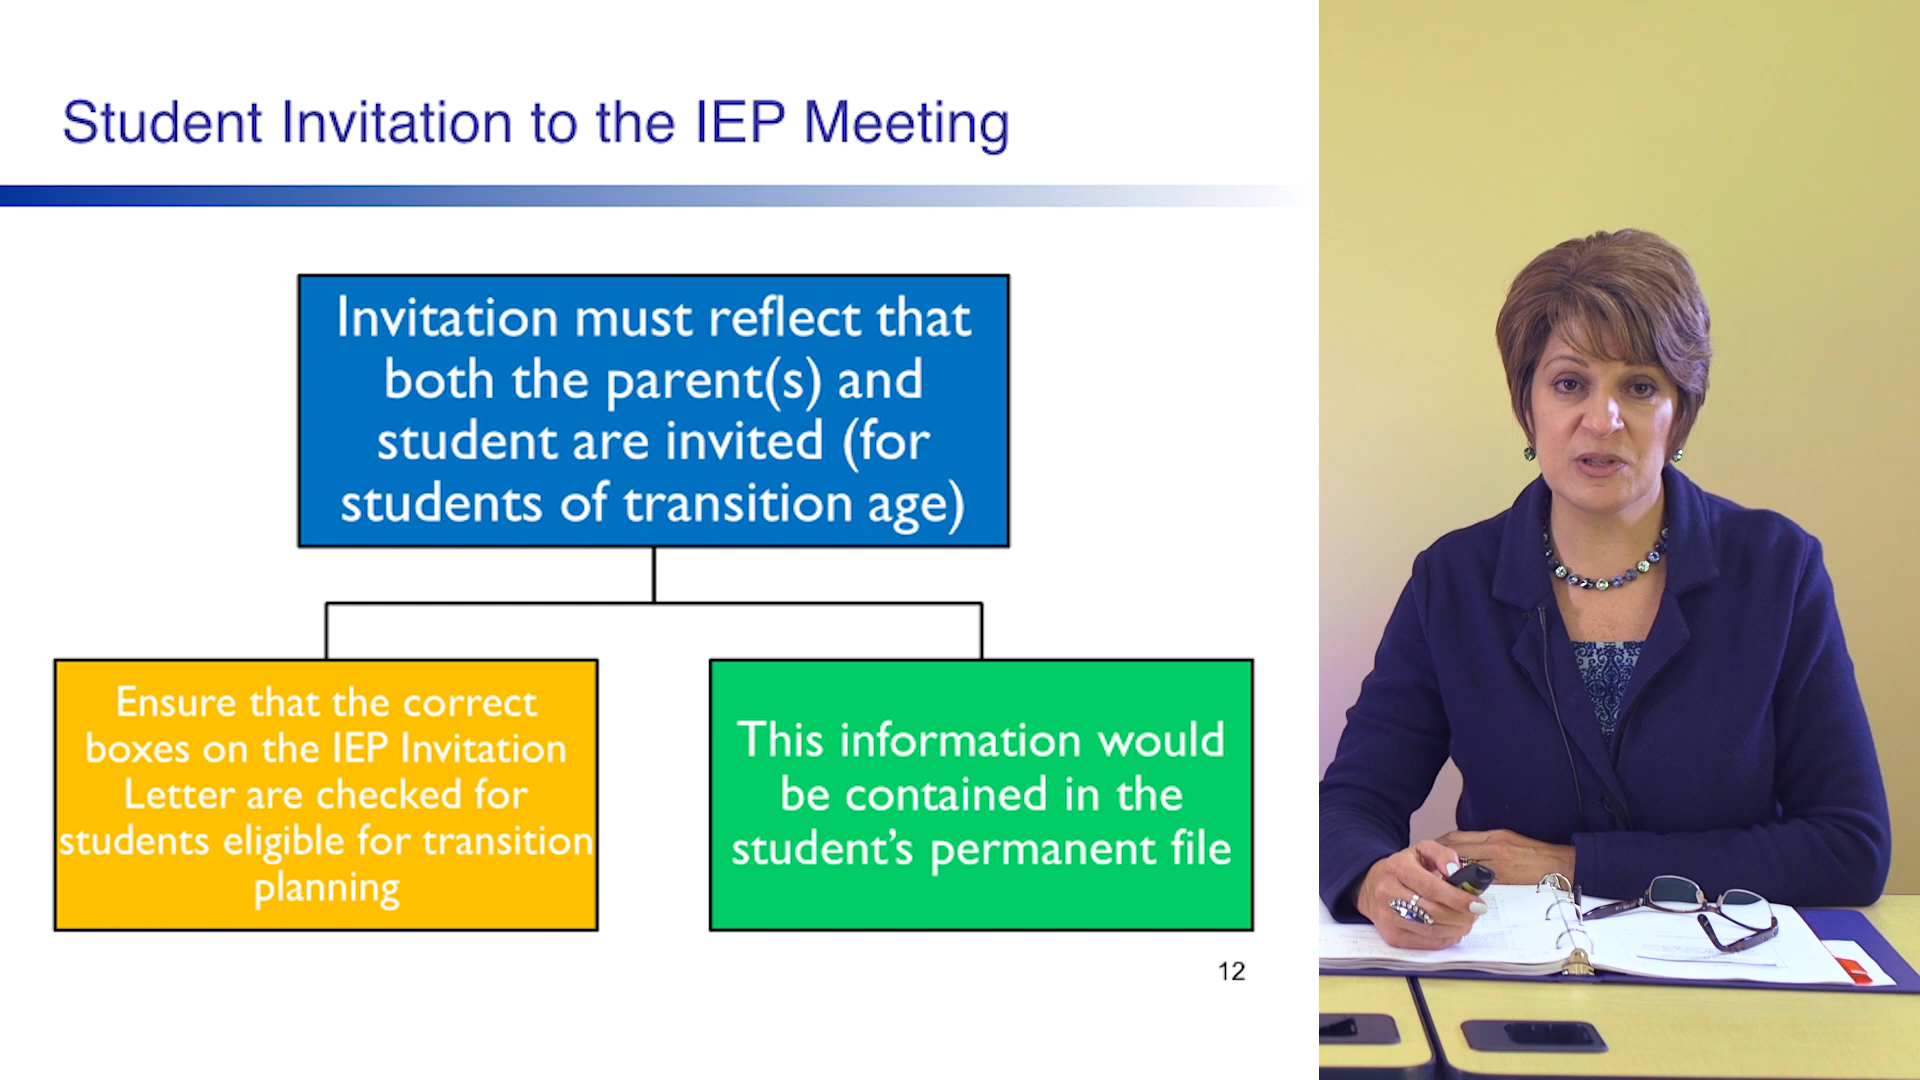 Student Invitation to the IEP Meeting
Invitation must reflect that
both the parent(s) and
student are invited (for
students of transition age)
Ensure that the correct
boxes on the IEP Invitation
Letter are checked for
students eligible for transition
planning
This information would
be contained in the
student's permanent file
12